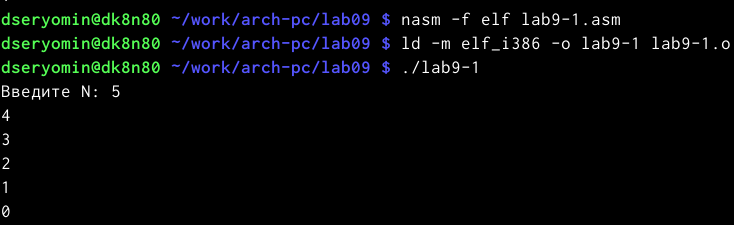 dseryomin@dk8n80 ~/work/arch-pc/lab09 $ nasm -f elf lab9-1.asm
dseryomin@dk8n80 ~/work/arch-pc/lab09 $ ld -m elf_i386 -o lab9-1 lab9-1.o
dseryomin@dk8n80 ~/work/arch-pc/lab09 $ ./lab9-1
Введите N: 5
4
3
2
1
0